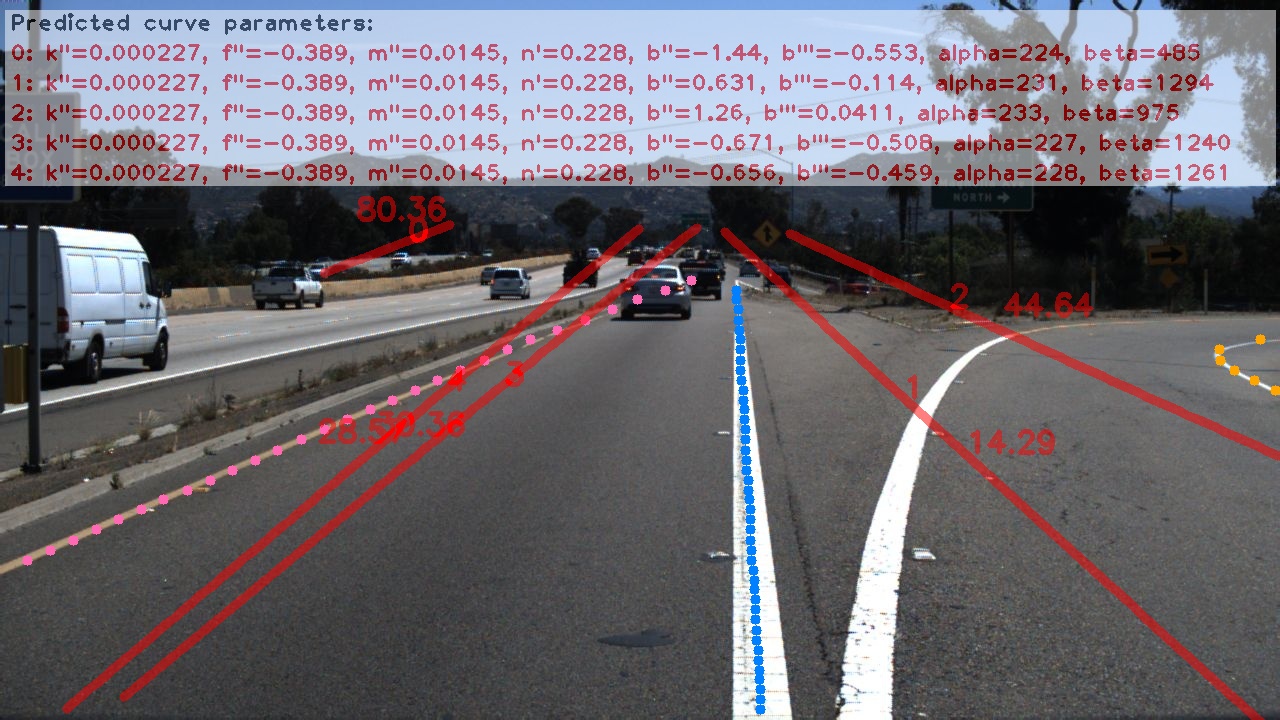 Predicted curve parameters:
0: k''=0.000227, f''=-0.389, m''=0.0145, n'=0.228, b''=-1.44, b'''=-0.553, alpha=224, beta=485
1: k''=0.000227, f''=-0.389, m''=0.0145, n'=0.228, b''=0.631, b'''=-0.114, alpha=231, beta=1294
2: k''=0.000227, f''=-0.389, m''=0.0145, n'=0.228, b''=1.26, b'''=0.0411, alpha=233, beta=975
3: k''=0.000227, f''=-0.389, m''=0.0145, n'=0.228, b''=-0.671, b'''=-0.508, alpha=227, beta=1240
4: k''=0.000227, f''=-0.389, m''=0.0145, n'=0.228, b''=-0.656, b'''=-0.459, alpha=228, beta=1261
EAST
NORTH →
80.36
0
2
44.64
4
3
1
28.57
30.36
14.29